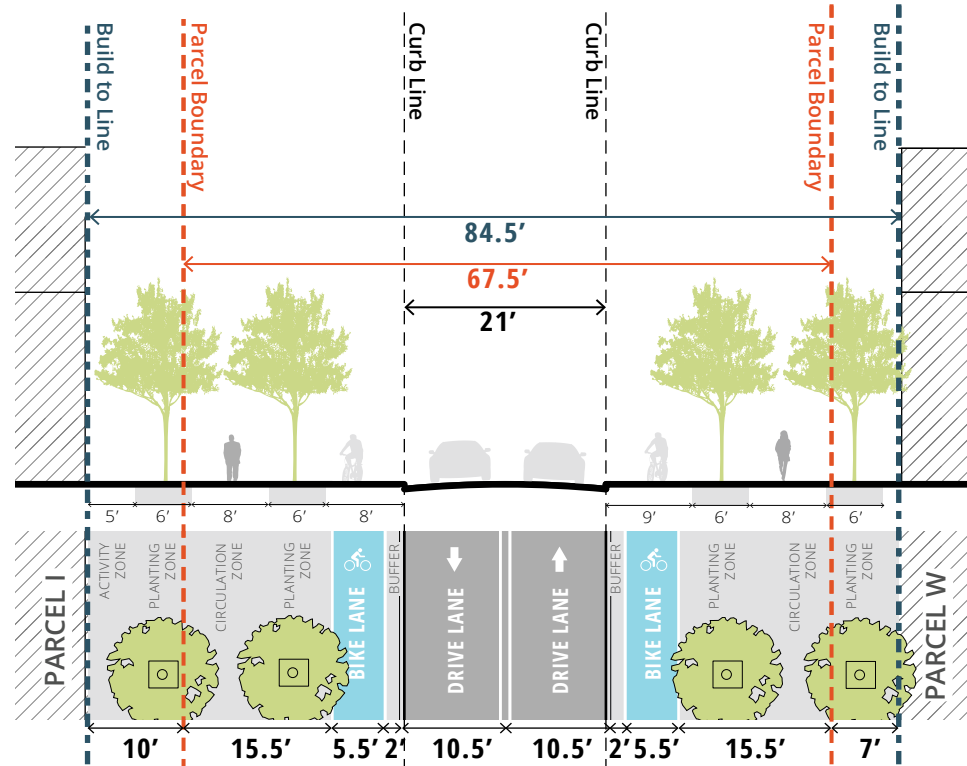 Build to Line
Parcel Boundary
Curb Line
Curb Line
Parcel Boundary
Build to Line
84.5’
67.5’
21’
5’ 6’ 8’ 6’ 8’ 9’ 6’ 8’ 6’
PARCEL I
ACTIVITY
ZONE
PLANTING
ZONE
CIRCULATION
ZONE
PLANTING
ZONE
BIKE LANE
BUFFER
DRIVE LANE
DRIVE LANE
BUFFER
BIKE LANE
PLANTING
ZONE
CIRCULATION
ZONE
PLANTING
ZONE
PARCEL W
10’ 15.5’ 5.5’ 2’ 10.5’ 10.5’ 2’ 5.5’ 15.5’ 7’